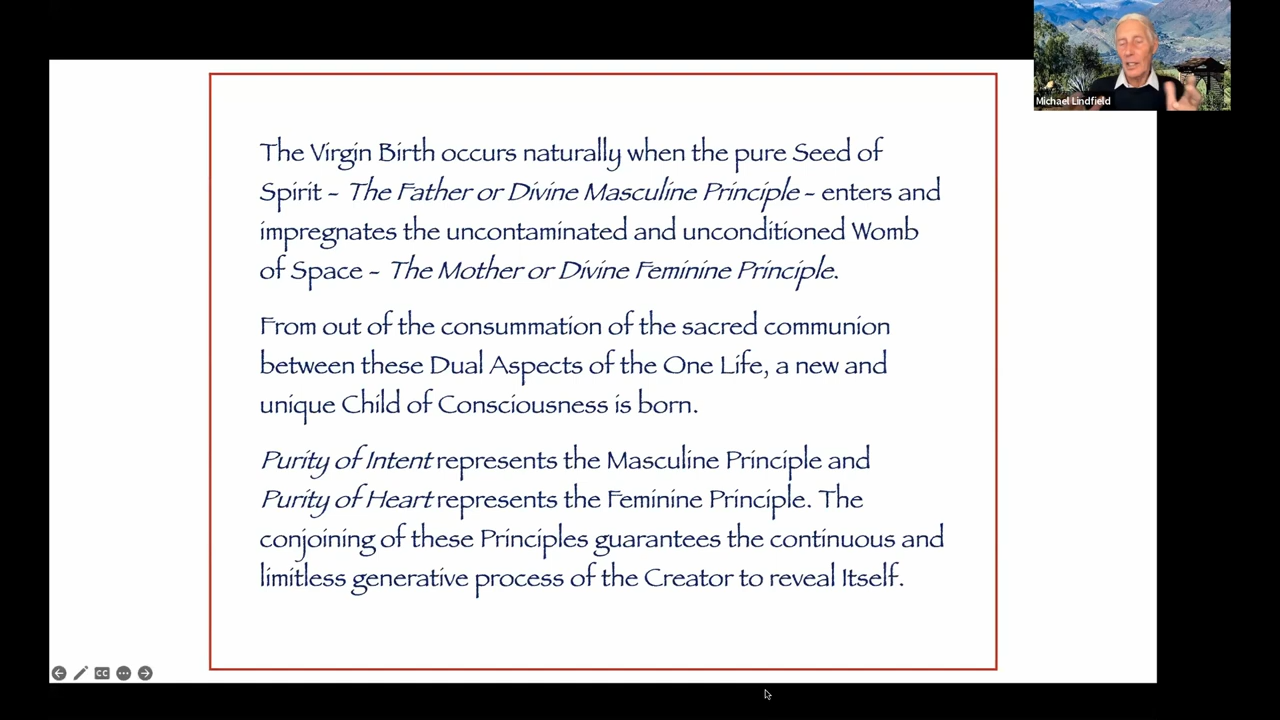 Michael Lindfield
The Virgin Birth occurs naturally when the pure Seed of
Spirit - The Father or Divine Masculine Principle - enters and
impregnates the uncontaminated and unconditioned Womb
of Space - The Mother or Divine Feminine Principle.
From out of the consummation of the sacred communion
between these Dual Aspects of the One Life, a new and
unique Child of Consciousness is born.
Purity of Intent represents the Masculine Principle and
Purity of Heart represents the Feminine Principle. The
conjoining of these Principles guarantees the continuous and
limitless generative process of the Creator to reveal Itself.
CC